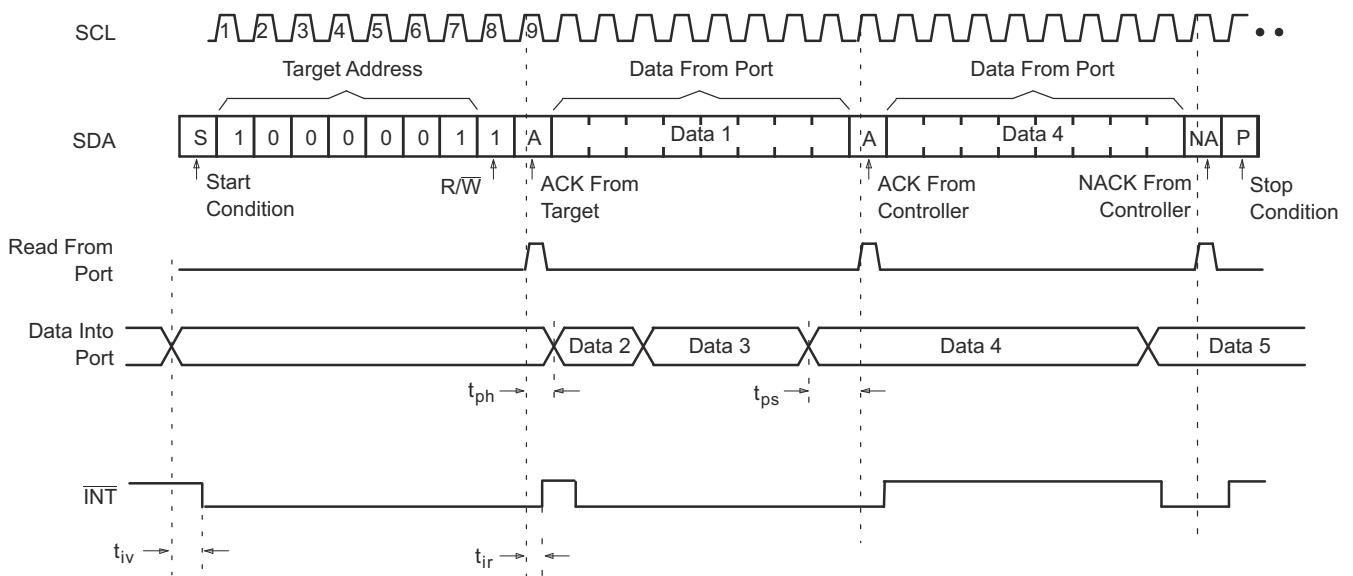 SCL 1 2 3 4 5 6 7 8 9
Target Address Data From Port Data From Port
SDA S 1 0 0 0 0 0 1 1 A Data 1 A Data 4 NA P
Start Condition
R/W
ACK From Target
ACK From Controller
NACK From Controller
Stop Condition
Read From Port
Data Into Port Data 2 Data 3 Data 4 Data 5
tph tps
INT
tiv tir